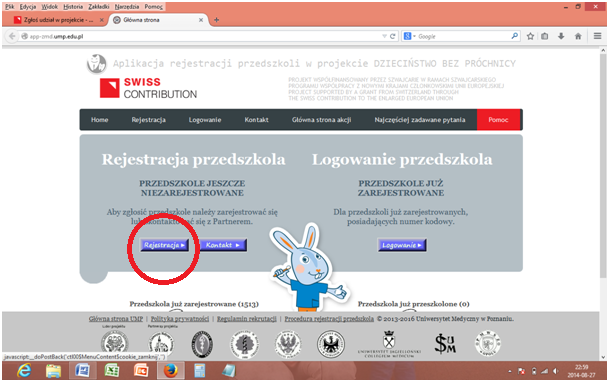 Plik Edycja Widok Historia Zakładki Narzędzia Pomoc
Zgłoś udział w projekcie - ...
Główna strona
app-zmd.ump.edu.pl
Google
Aplikacja rejestracji przedszkoli w projekcie DZIECIŃSTWO BEZ PRÓCHNICY
SWISS
CONTRIBUTION
PROJEKT WSPÓŁFINANSOWANY PRZEZ SZWAJCARIĘ W RAMACH SZWAJCARSKIEGO
PROGRAMU WSPÓŁPRACY Z NOWYMI KRAJAMI CZŁONKOWSKIMI UNII EUROPEJSKIEJ
PROJECT SUPPORTED by A GRANT FROM SWITZERLAND THROUGH
THE SWISS CONTRIBUTION TO THE ENLARGED EUROPEAN UNION
Home Rejestracja Logowanie Kontakt Główna strona akcji Najczęściej zadawane pytania Pomoc
Rejestracja przedszkola
PRZEDSZKOLE JESZCZE
NIEZAREJESTROWANE
Aby zgłosić przedszkole należy zarejestrować się
lub kontaktować się z Partnerem.
Rejestracja
Kontakt
Logowanie przedszkola
PRZEDSZKOLE JUŻ
ZAREJESTROWANE
Dla przedszkoli już zarejestrowanych,
posiadających numer kodowy.
Logowanie
Przedszkola już zarejestrowane (1513)
Przedszkola już przeszkolone (0)
Główna strona UMP | Polityka prywatności | Regulamin rekrutacji | Procedura rejestracji przedszkola © 2013-2016 Uniwersytet Medyczny w Poznaniu.
UNIWERSYTET JAGIELLOŃSKI
COLLEGIUM MEDICUM
javascript:__doPostBack('ctl00$MenuContent$cookie_zamknij','')
22:59
2014-08-27